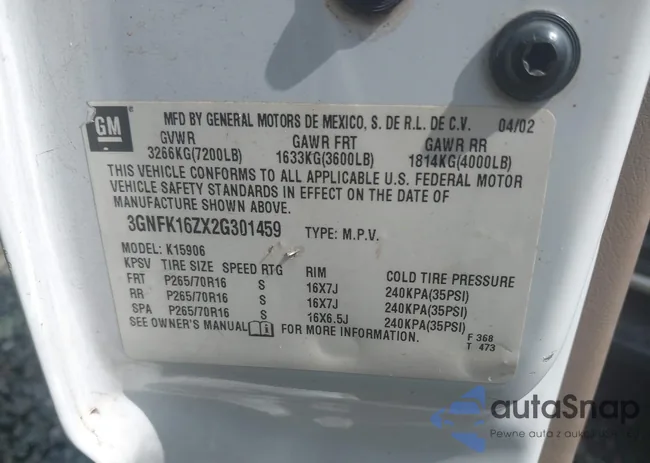 GM
MFD BY GENERAL MOTORS DE MEXICO, S. DE R.L. DE C.V. 04/02
GVWR GAWR FRT GAWR RR
3266KG(7200LB) 1633KG(3600LB) 1814KG(4000LB)
THIS VEHICLE CONFORMS TO ALL APPLICABLE U.S. FEDERAL MOTOR
VEHICLE SAFETY STANDARDS IN EFFECT ON THE DATE OF
MANUFACTURE SHOWN ABOVE.
3GNFK16ZX2G301459 TYPE: M.P.V.
MODEL: K15906
KPSV TIRE SIZE SPEED RTG RIM COLD TIRE PRESSURE
FRT P265/70R16 S 16X7J 240KPA(35PSI)
RR P265/70R16 S 16X7J 240KPA(35PSI)
SPA P265/70R16 S 16X6.5J 240KPA(35PSI)
SEE OWNER'S MANUAL FOR MORE INFORMATION.
F 368
T 473
autaSnap
Pewne auta z aukcji